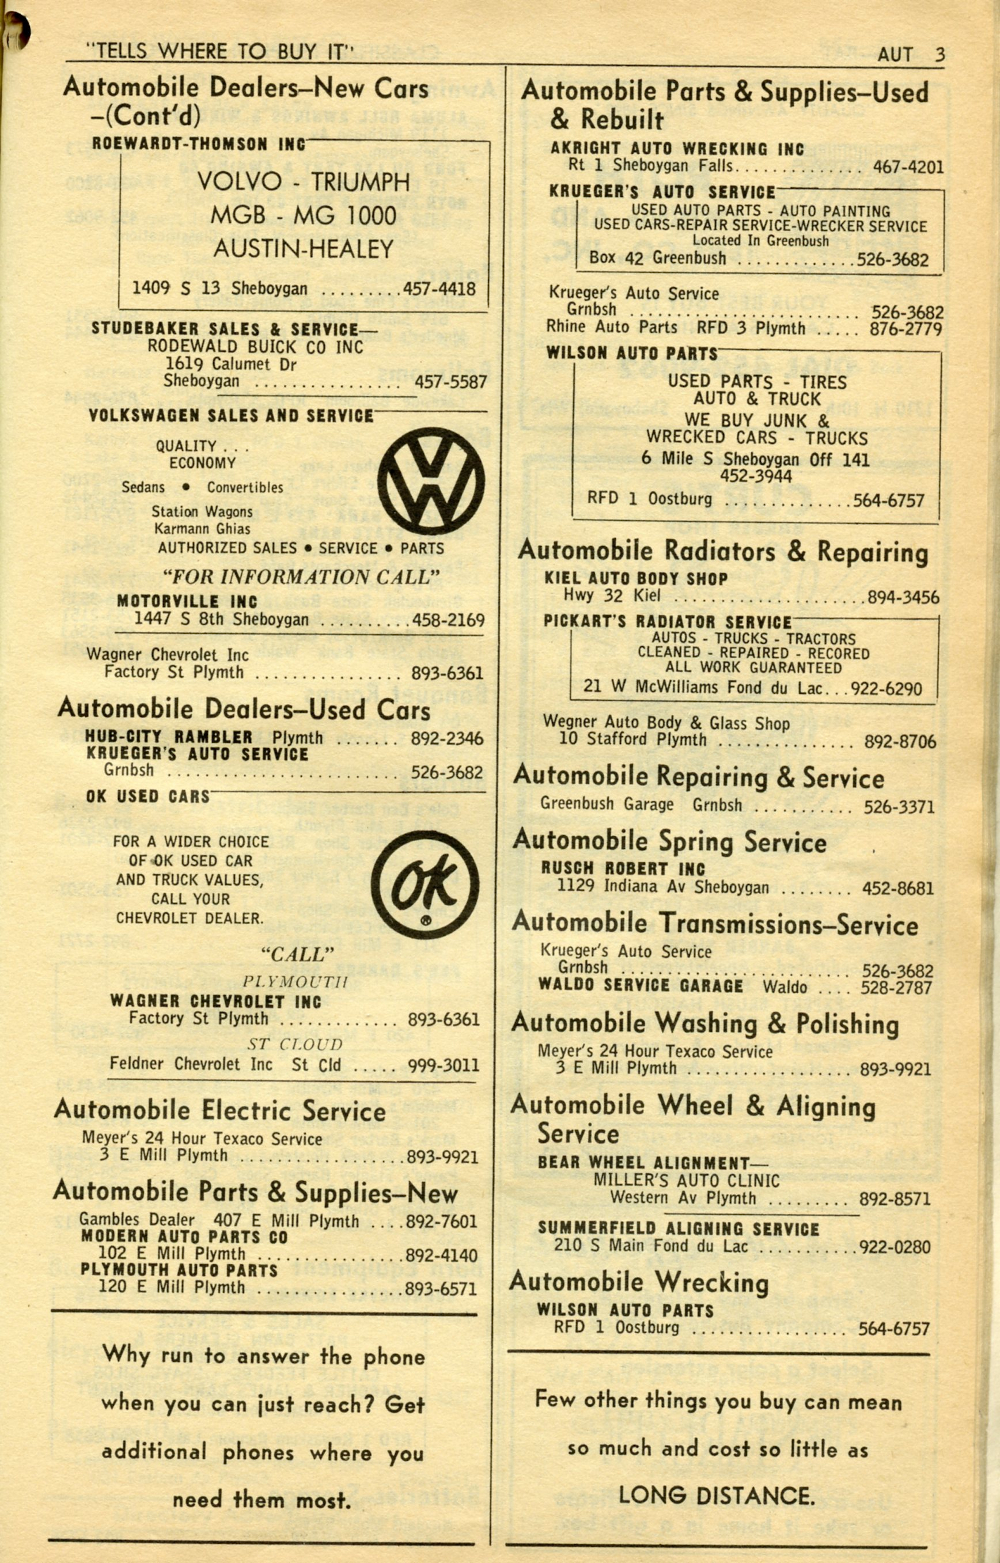 "TELLS WHERE TO BUY IT"
AUT 3
Automobile Dealers—New Cars
—(Cont'd)
ROEWARDT-THOMSON INC
VOLVO - TRIUMPH
MGB - MG 1000
AUSTIN-HEALEY
1409 S 13 Sheboygan .........457-4418
STUDEBAKER SALES & SERVICE—
RODEWALD BUICK CO INC
1619 Calumet Dr
Sheboygan ............... 457-5587
VOLKSWAGEN SALES AND SERVICE
QUALITY . . .
ECONOMY
Sedans • Convertibles
Station Wagons
Karmann Ghias
AUTHORIZED SALES • SERVICE • PARTS
"FOR INFORMATION CALL"
MOTORVILLE INC
1447 S 8th Sheboygan ..........458-2169
Wagner Chevrolet Inc
Factory St Plymth ............... 893-6361
Automobile Dealers—Used Cars
HUB-CITY RAMBLER Plymth ....... 892-2346
KRUEGER'S AUTO SERVICE
Grnbsh ........................ 526-3682
OK USED CARS
FOR A WIDER CHOICE
OF OK USED CAR
AND TRUCK VALUES,
CALL YOUR
CHEVROLET DEALER.
OK
®
"CALL"
PLYMOUTH
WAGNER CHEVROLET INC
Factory St Plymth ............ 893-6361
ST CLOUD
Feldner Chevrolet Inc St Cld ..... 999-3011
Automobile Electric Service
Meyer's 24 Hour Texaco Service
3 E Mill Plymth .................893-9921
Automobile Parts & Supplies—New
Gambles Dealer 407 E Mill Plymth ....892-7601
MODERN AUTO PARTS CO
102 E Mill Plymth ...............892-4140
PLYMOUTH AUTO PARTS
120 E Mill Plymth ...............893-6571
Why run to answer the phone
when you can just reach? Get
additional phones where you
need them most.
Automobile Parts & Supplies—Used
& Rebuilt
AKRIGHT AUTO WRECKING INC
Rt 1 Sheboygan Falls............. 467-4201
KRUEGER'S AUTO SERVICE
USED AUTO PARTS - AUTO PAINTING
USED CARS-REPAIR SERVICE-WRECKER SERVICE
Located In Greenbush
Box 42 Greenbush ............526-3682
Krueger's Auto Service
Grnbsh ........................ 526-3682
Rhine Auto Parts RFD 3 Plymth ..... 876-2779
WILSON AUTO PARTS
USED PARTS - TIRES
AUTO & TRUCK
WE BUY JUNK &
WRECKED CARS - TRUCKS
6 Mile S Sheboygan Off 141
452-3944
RFD 1 Oostburg .............564-6757
Automobile Radiators & Repairing
KIEL AUTO BODY SHOP
Hwy 32 Kiel ....................894-3456
PICKART'S RADIATOR SERVICE
AUTOS - TRUCKS - TRACTORS
CLEANED - REPAIRED - RECORED
ALL WORK GUARANTEED
21 W McWilliams Fond du Lac...922-6290
Wegner Auto Body & Glass Shop
10 Stafford Plymth .............. 892-8706
Automobile Repairing & Service
Greenbush Garage Grnbsh .......... 526-3371
Automobile Spring Service
RUSCH ROBERT INC
1129 Indiana Av Sheboygan ........ 452-8681
Automobile Transmissions—Service
Krueger's Auto Service
Grnbsh ........................ 526-3682
WALDO SERVICE GARAGE Waldo .... 528-2787
Automobile Washing & Polishing
Meyer's 24 Hour Texaco Service
3 E Mill Plymth ................. 893-9921
Automobile Wheel & Aligning
Service
BEAR WHEEL ALIGNMENT—
MILLER'S AUTO CLINIC
Western Av Plymth ......... 892-8571
SUMMERFIELD ALIGNING SERVICE
210 S Main Fond du Lac ...........922-0280
Automobile Wrecking
WILSON AUTO PARTS
RFD 1 Oostburg ................ 564-6757
Few other things you buy can mean
so much and cost so little as
LONG DISTANCE.